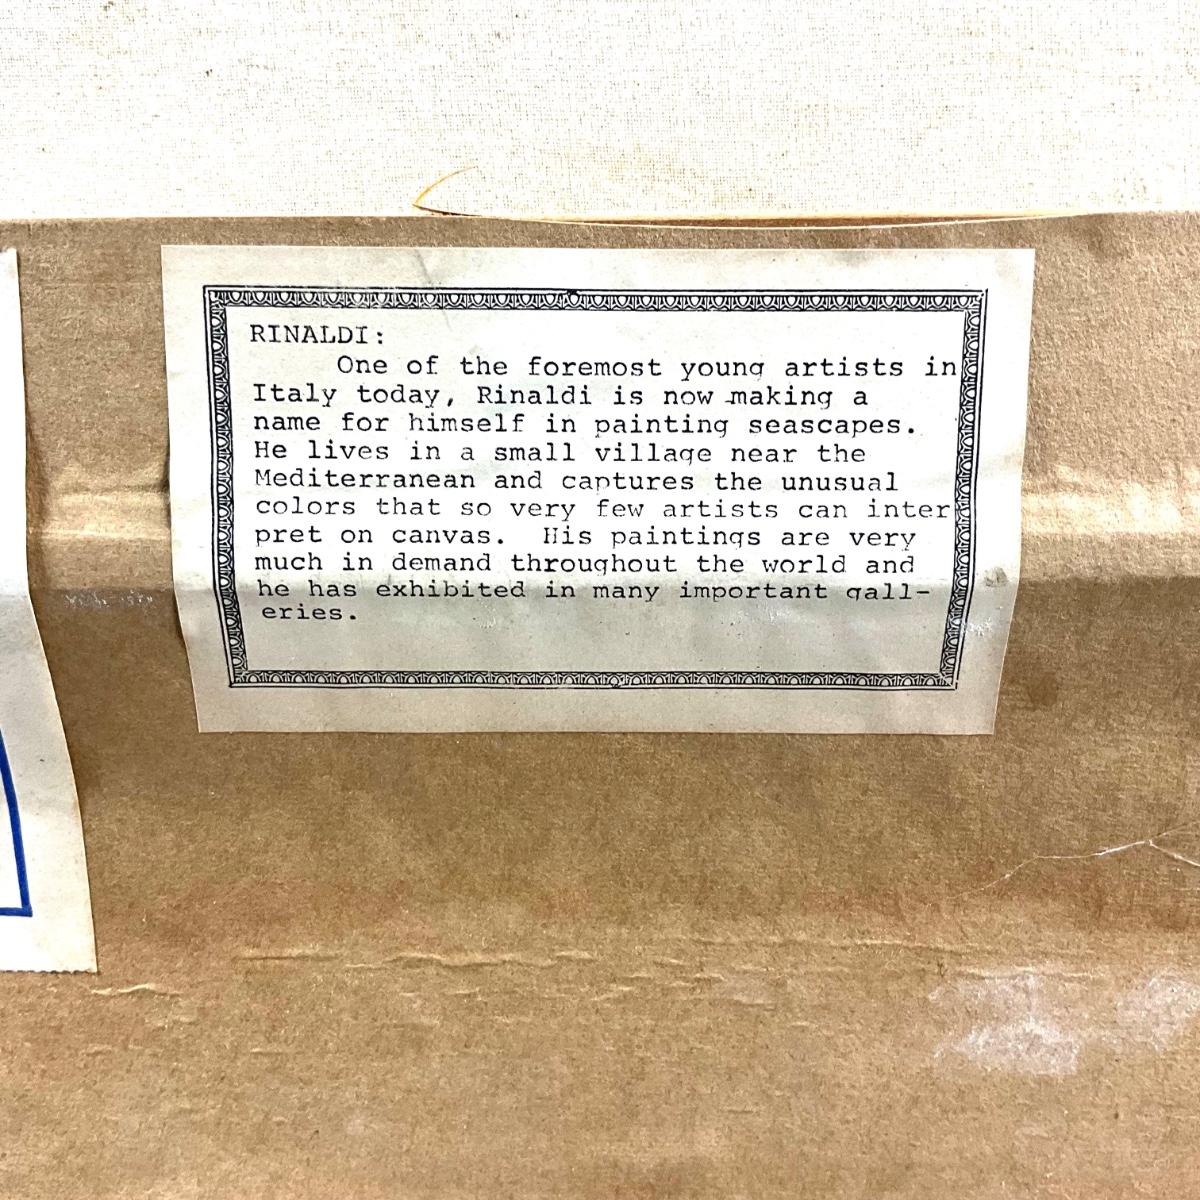 RINALDI:
One of the foremost young artists in
Italy today, Rinaldi is now making a
name for himself in painting seascapes.
He lives in a small village near the
Mediterranean and captures the unusual
colors that so very few artists can inter
pret on canvas. His paintings are very
much in demand throughout the world and
he has exhibited in many important gall-
eries.